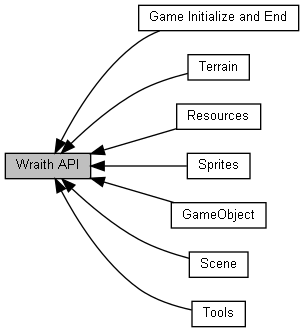 Game Initialize and End
Terrain
Resources
Wraith API
Sprites
GameObject
Scene
Tools